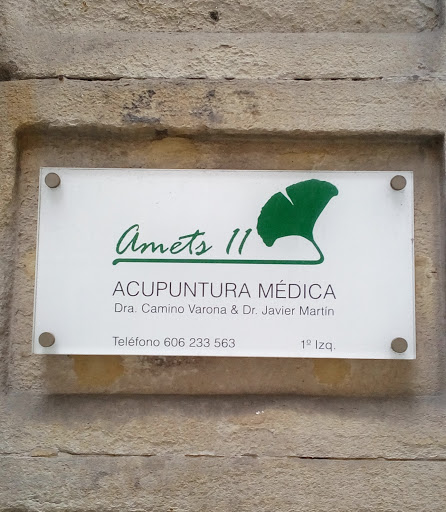 Amets 11
ACUPUNTURA MÉDICA
Dra. Camino Varona & Dr. Javier Martín
Teléfono 606 233 563 1º Izq.